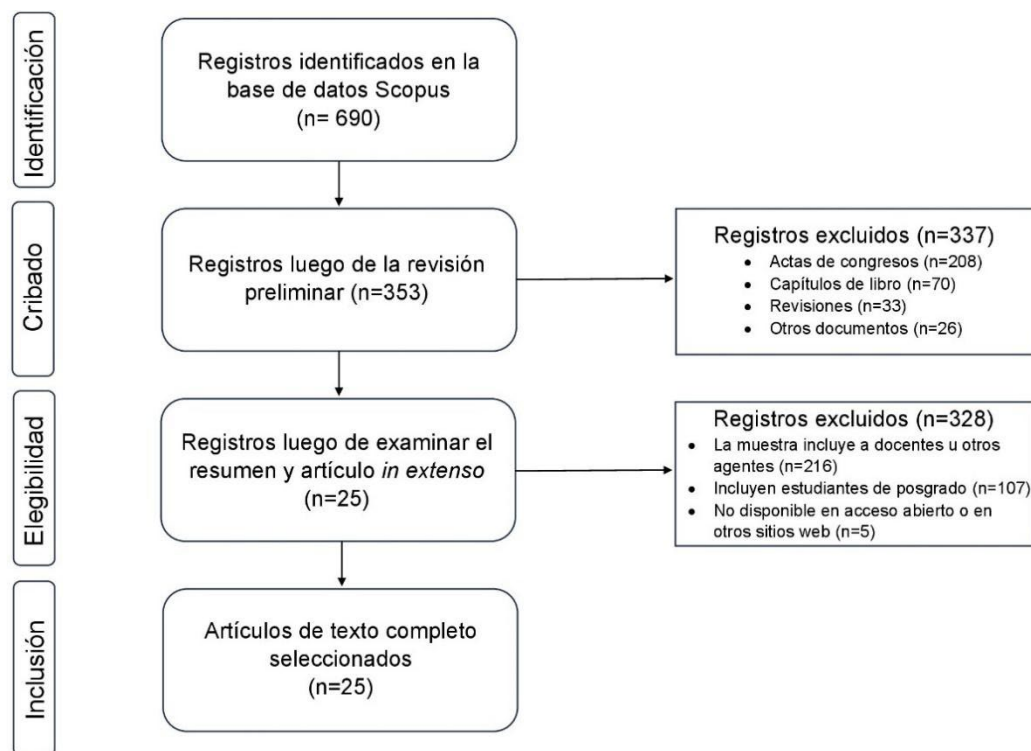 Identificación
Registros identificados en la
base de datos Scopus
(n= 690)
Cribado
Registros luego de la revisión
preliminar (n=353)
Registros excluidos (n=337)
• Actas de congresos (n=208)
• Capítulos de libro (n=70)
• Revisiones (n=33)
• Otros documentos (n=26)
Elegibilidad
Registros luego de examinar el
resumen y artículo in extenso
(n=25)
Registros excluidos (n=328)
• La muestra incluye a docentes u otros
agentes (n=216)
• Incluyen estudiantes de posgrado (n=107)
• No disponible en acceso abierto o en
otros sitios web (n=5)
Inclusión
Artículos de texto completo
seleccionados
(n=25)